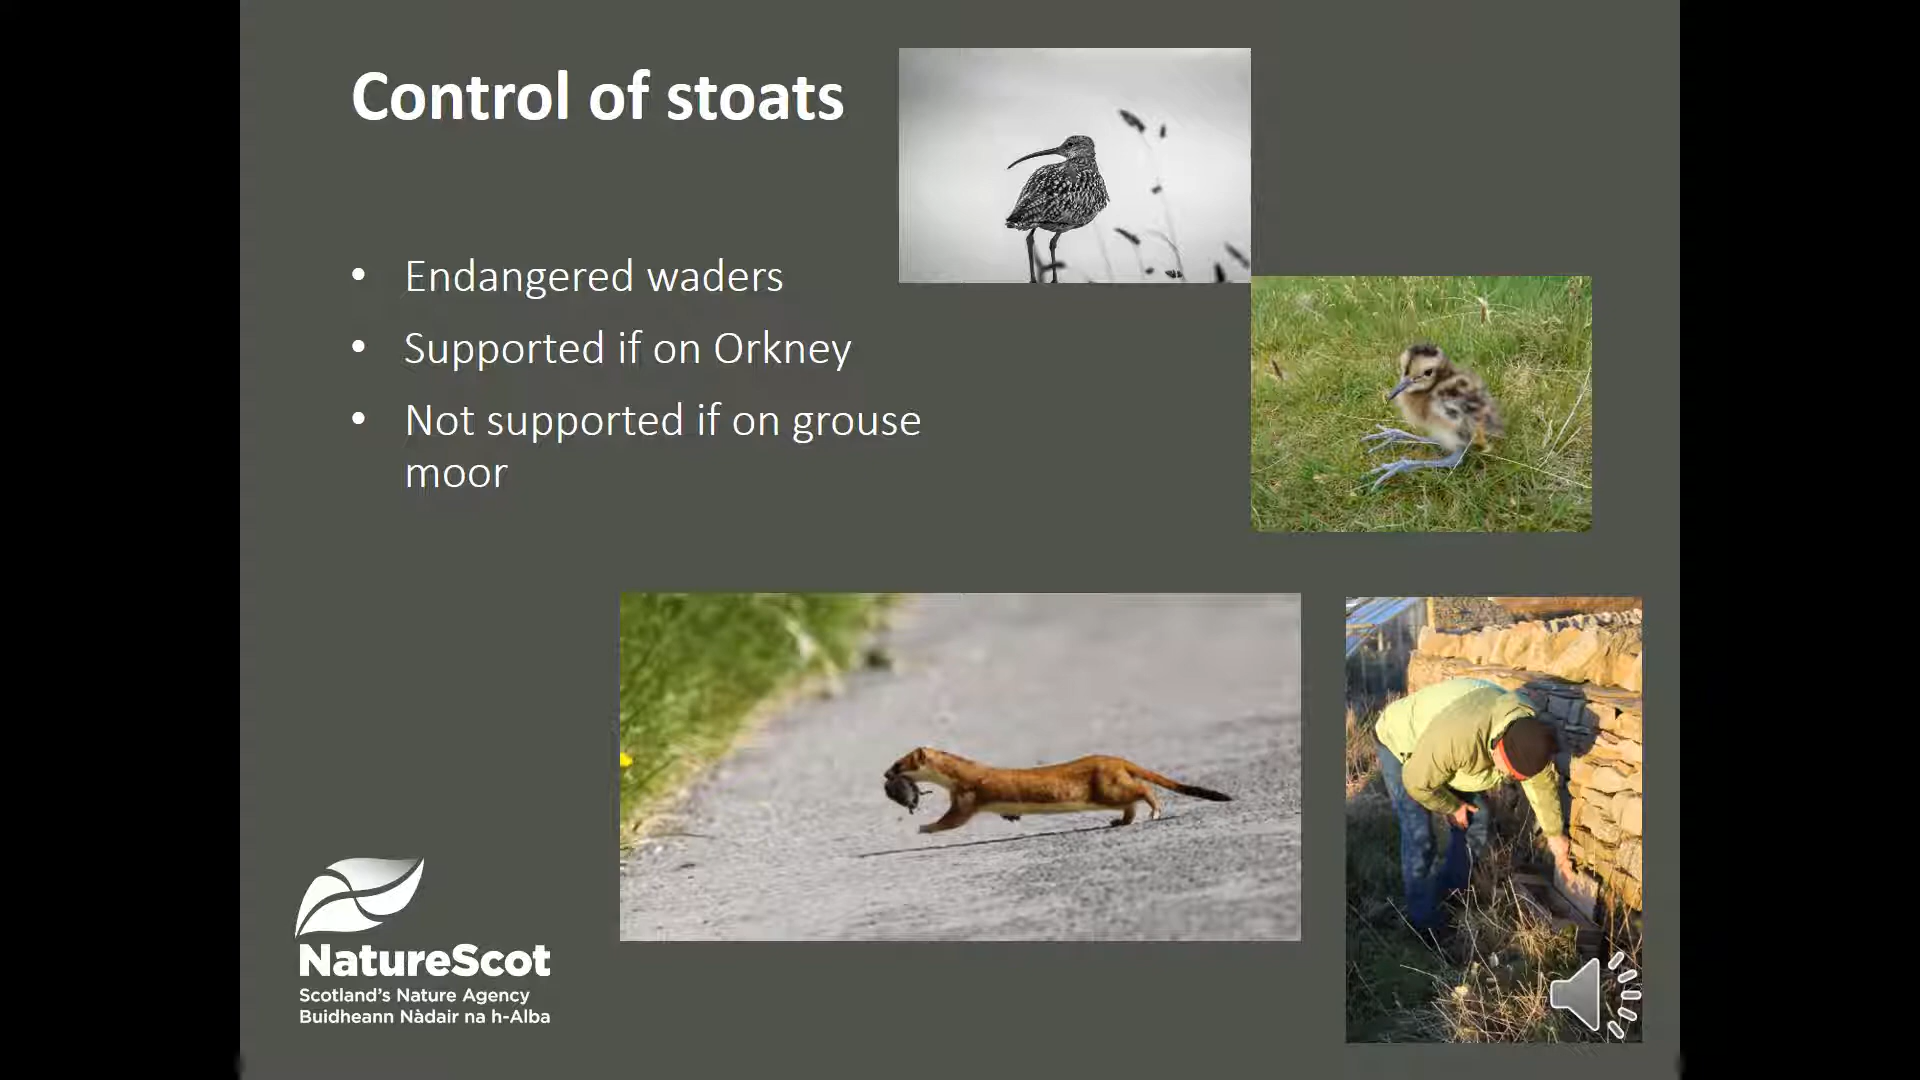 Control of stoats
• Endangered waders
• Supported if on Orkney
• Not supported if on grouse
moor
NatureScot
Scotland's Nature Agency
Buidheann Nàdair na h-Alba